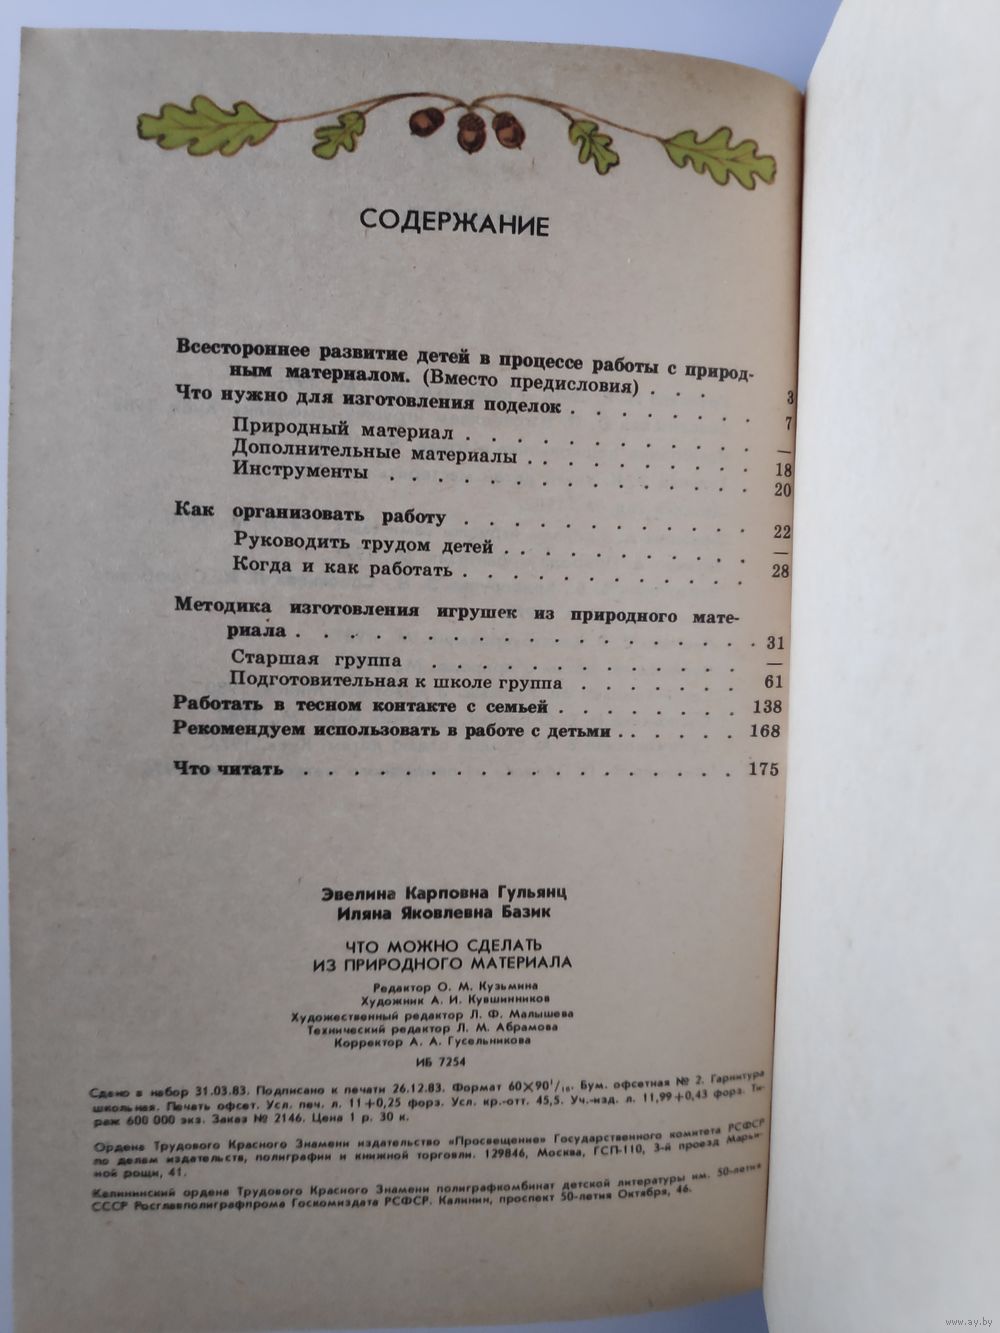 СОДЕРЖАНИЕ
Всестороннее развитие детей в процессе работы с природ-
ным материалом. (Вместо предисловия) . . . 3
Что нужно для изготовления поделок . . . . . . . 7
Природный материал . . . . . . . . . . —
Дополнительные материалы . . . . . . . . 18
Инструменты . . . . . . . . . . . 20
Как организовать работу . . . . . . . . . . 22
Руководить трудом детей . . . . . . . . . —
Когда и как работать . . . . . . . . . . 28
Методика изготовления игрушек из природного мате-
риала . . . . . . . . . . . . . . 31
Старшая группа . . . . . . . . . . —
Подготовительная к школе группа . . . . . . 61
Работать в тесном контакте с семьей . . . . . . . 138
Рекомендуем использовать в работе с детьми . . . . . 168
Что читать . . . . . . . . . . . . . . 175
Эвелина Карповна Гульянц
Иляна Яковлевна Базик
ЧТО МОЖНО СДЕЛАТЬ
ИЗ ПРИРОДНОГО МАТЕРИАЛА
Редактор О. М. Кузьмина
Художник А. И. Кувшинников
Художественный редактор Л. Ф. Малышева
Технический редактор Л. М. Абрамова
Корректор А. А. Гусельникова
ИБ 7254
Сдано в набор 31.03.83. Подписано к печати 26.12.83. Формат 60×90¹/₁₆. Бум. офсетная № 2. Гарнитура
школьная. Печать офсет. Усл. печ. л. 11+0,25 форз. Усл. кр.-отт. 45,5. Уч.-изд. л. 11,99+0,43 форз. Ти-
раж 600 000 экз. Заказ № 2146. Цена 1 р. 30 к.
Ордена Трудового Красного Знамени издательство «Просвещение» Государственного комитета РСФСР
по делам издательств, полиграфии и книжной торговли. 129846, Москва, ГСП-110, 3-й проезд Марьи-
ной рощи, 41.
Калининский ордена Трудового Красного Знамени полиграфкомбинат детской литературы им. 50-летия
СССР Росглавполиграфпрома Госкомиздата РСФСР. Калинин, проспект 50-летия Октября, 46.
www.ay.by